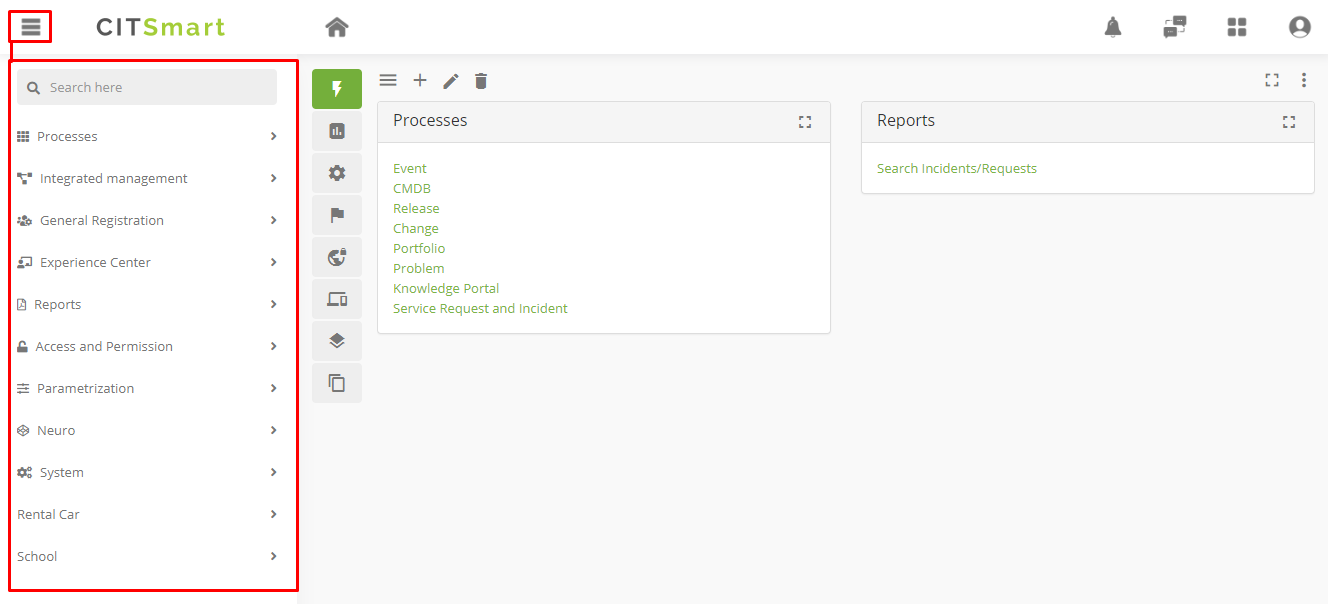 CITSmart
Search here
Processes
Integrated management
General Registration
Experience Center
Reports
Access and Permission
Parametrization
Neuro
System
Rental Car
School
Processes
Event
CMDB
Release
Change
Portfolio
Problem
Knowledge Portal
Service Request and Incident
Reports
Search Incidents/Requests